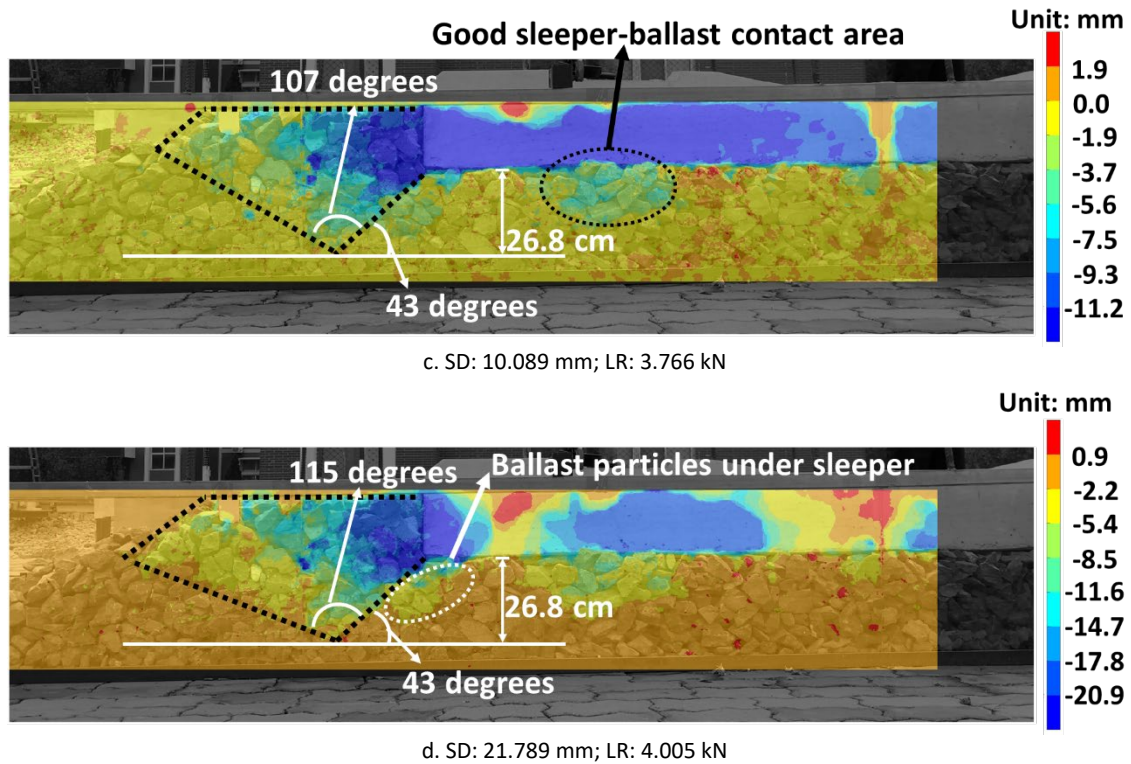 Unit: mm
Good sleeper-ballast contact area
107 degrees
1.9
0.0
-1.9
-3.7
-5.6
-7.5
-9.3
-11.2
26.8 cm
43 degrees
c. SD: 10.089 mm; LR: 3.766 kN
Unit: mm
115 degrees
Ballast particles under sleeper
0.9
-2.2
-5.4
-8.5
-11.6
-14.7
-17.8
-20.9
26.8 cm
43 degrees
d. SD: 21.789 mm; LR: 4.005 kN